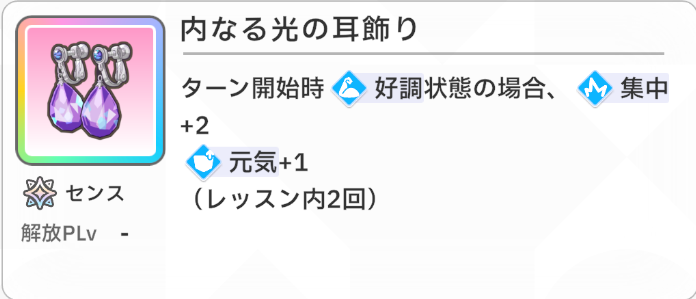 内なる光の耳飾り
ターン開始時 好調状態の場合、 集中
+2
元気+1
（レッスン内2回）
センス
解放PLv -